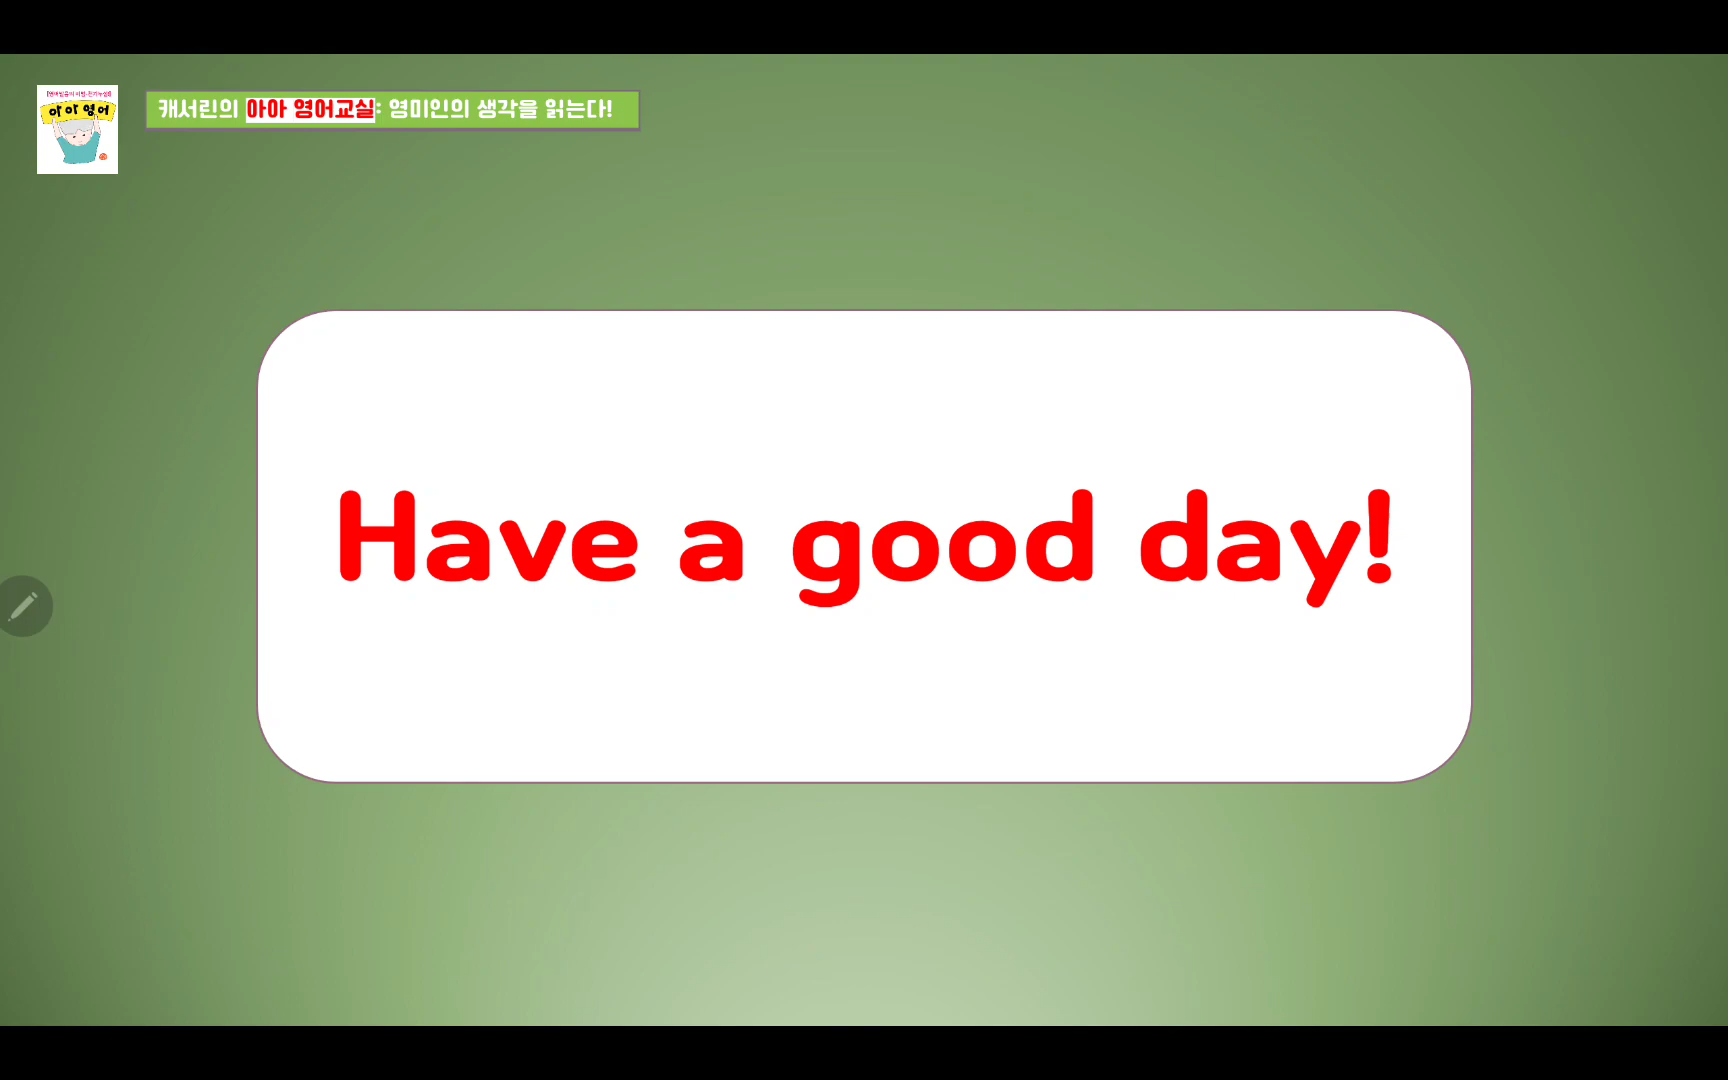 아아 영어
캐서린의 아아 영어교실: 영미인의 생각을 읽는다!
Have a good day!